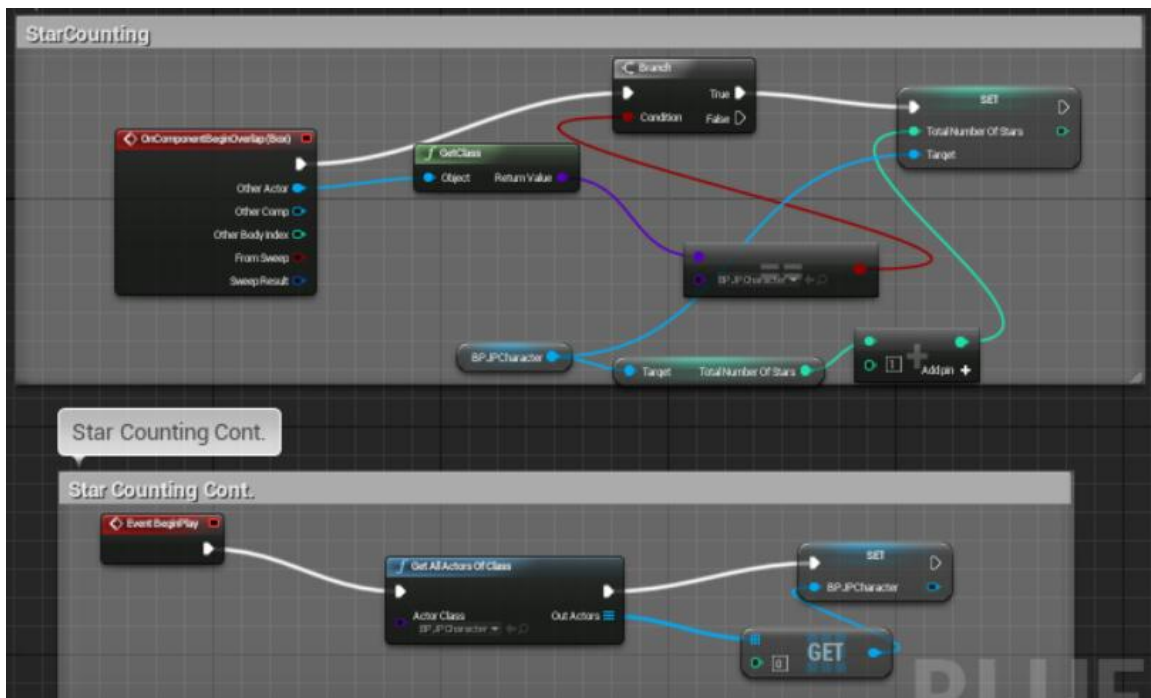 StarCounting
Branch
True
Condition
False
SET
Total Number Of Stars
Target
OnComponentBeginOverlap (Box)
Other Actor
Other Comp
Other Body Index
From Sweep
Sweep Result
f GetClass
Object
Return Value
==
BPJPCharacter
BPJPCharacter
Target
Total Number Of Stars
+
1
Add pin +
Star Counting Cont.
Star Counting Cont.
Event BeginPlay
f Get All Actors Of Class
Actor Class
BPJPCharacter
Out Actors
SET
BPJPCharacter
GET
0
BLUE